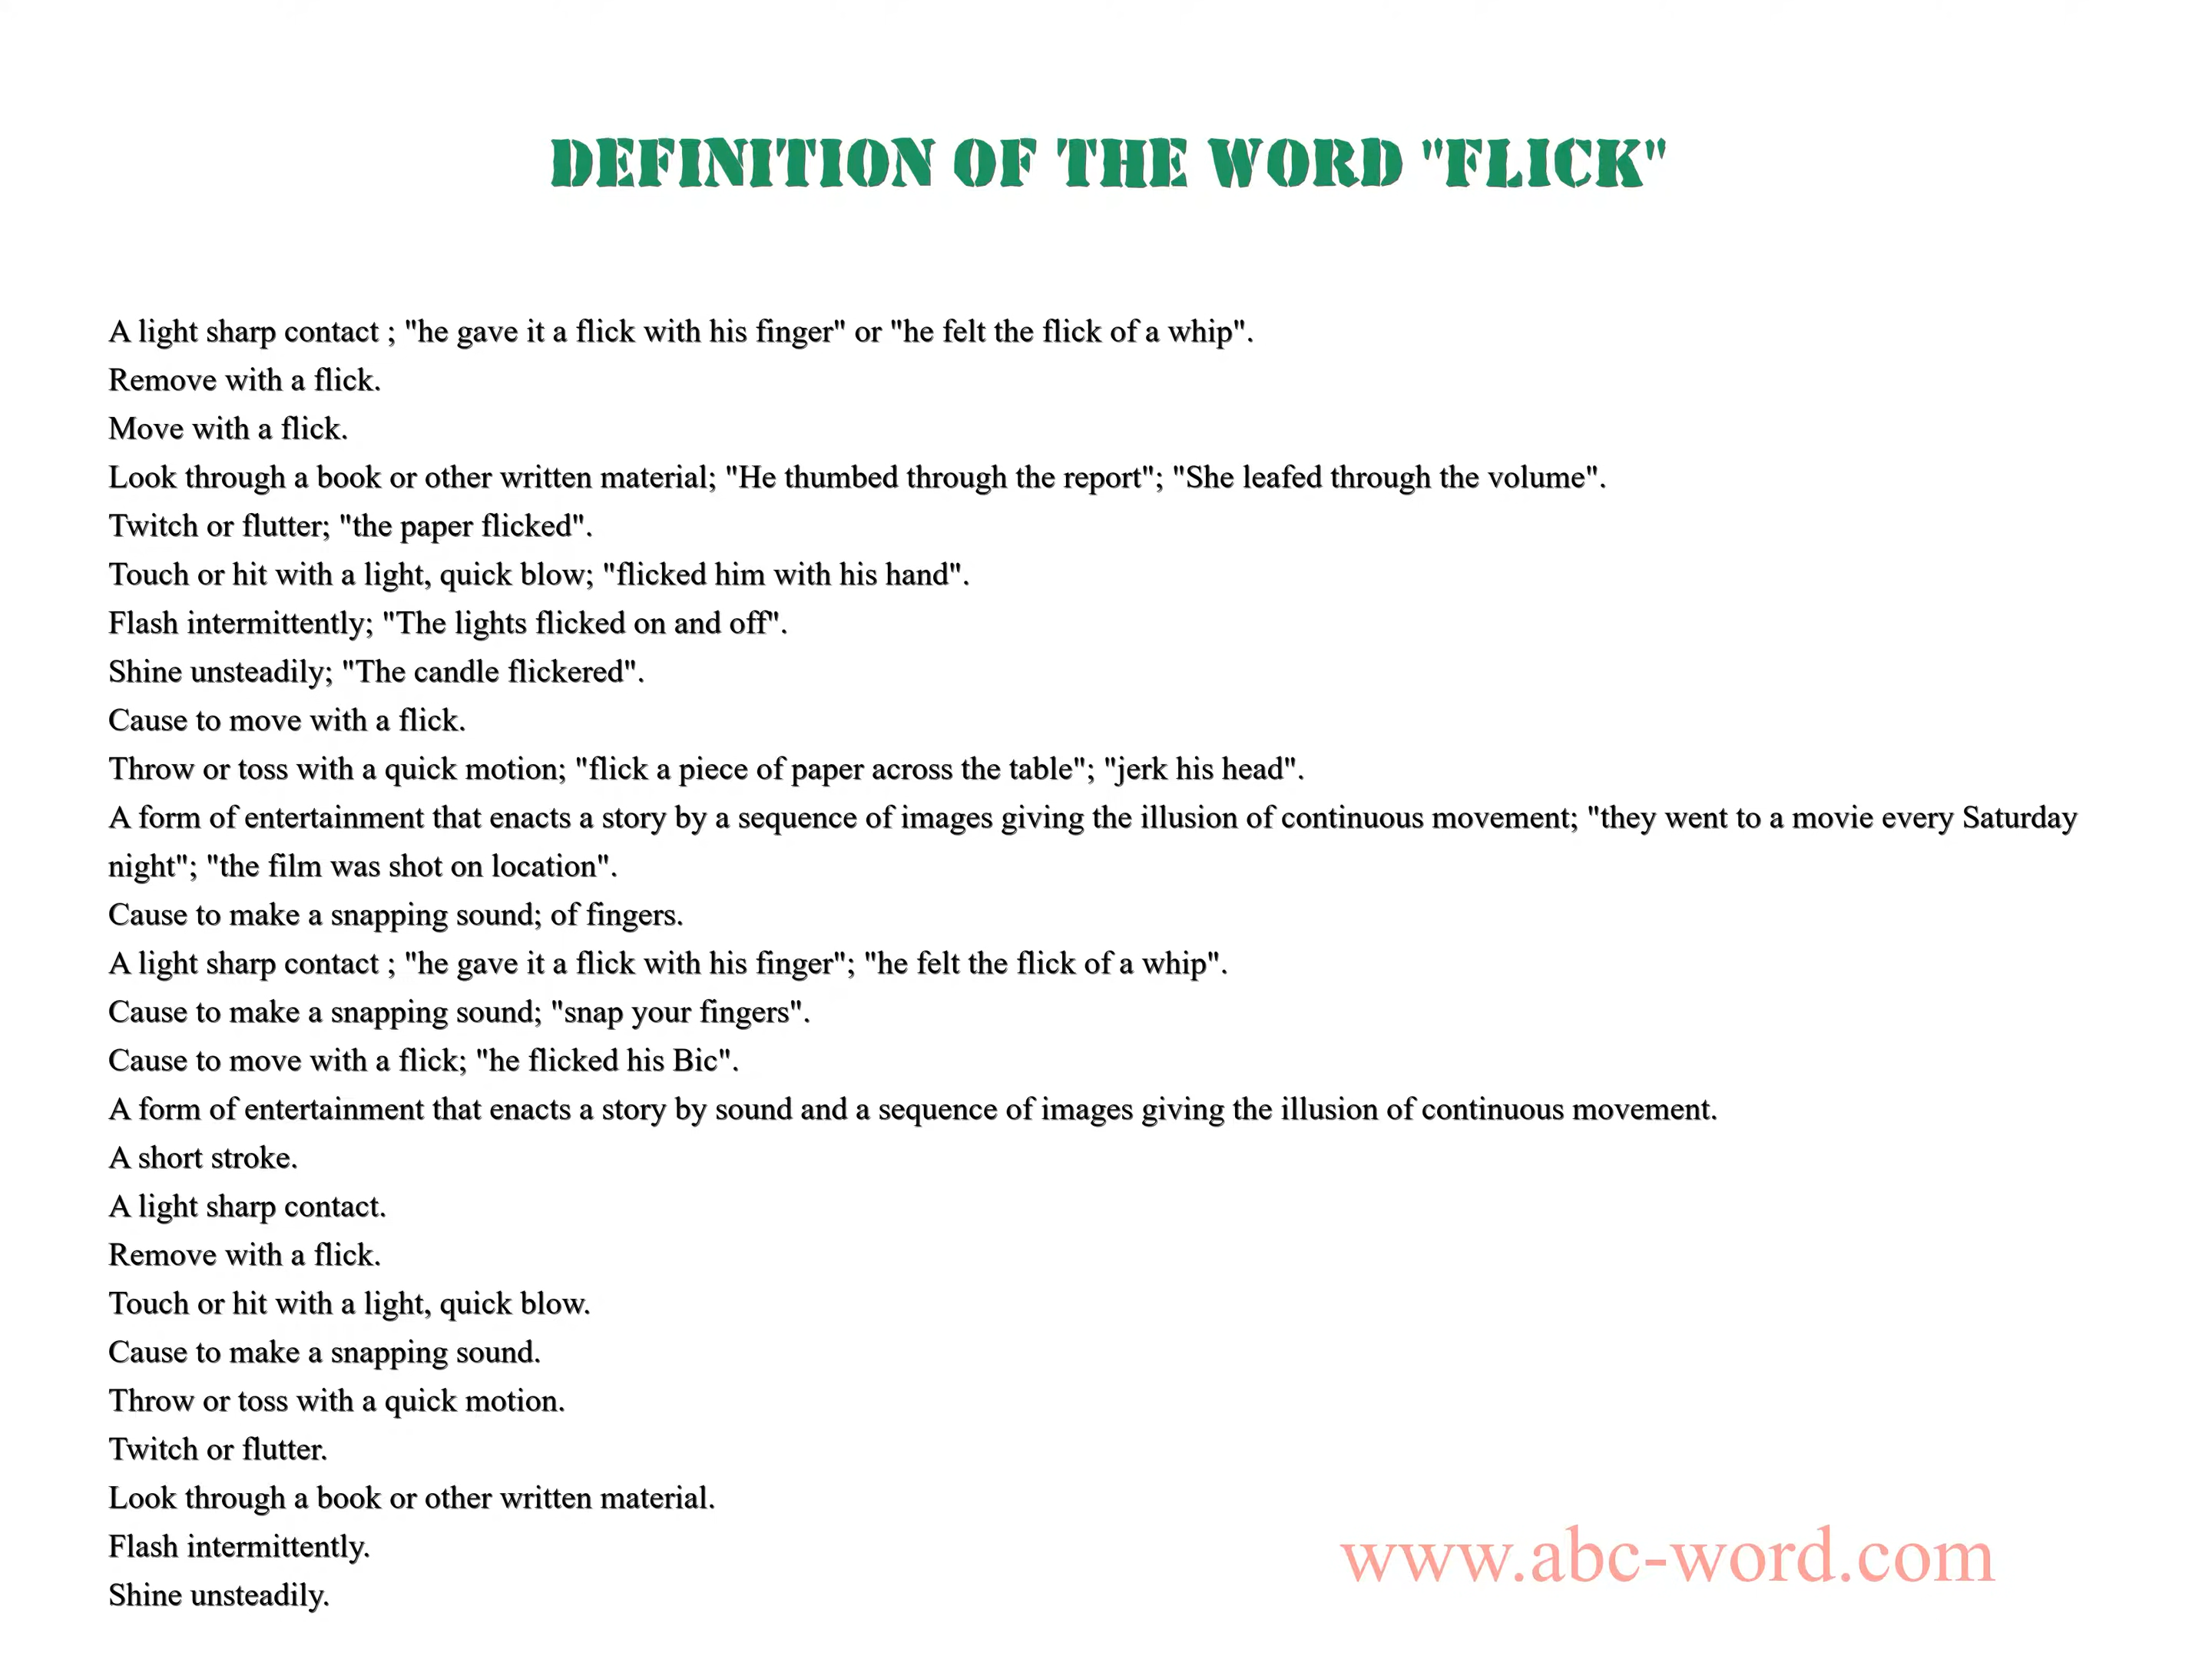 DEFINITION OF THE WORD "FLICK"
A light sharp contact ; "he gave it a flick with his finger" or "he felt the flick of a whip".
Remove with a flick.
Move with a flick.
Look through a book or other written material; "He thumbed through the report"; "She leafed through the volume".
Twitch or flutter; "the paper flicked".
Touch or hit with a light, quick blow; "flicked him with his hand".
Flash intermittently; "The lights flicked on and off".
Shine unsteadily; "The candle flickered".
Cause to move with a flick.
Throw or toss with a quick motion; "flick a piece of paper across the table"; "jerk his head".
A form of entertainment that enacts a story by a sequence of images giving the illusion of continuous movement; "they went to a movie every Saturday
night"; "the film was shot on location".
Cause to make a snapping sound; of fingers.
A light sharp contact ; "he gave it a flick with his finger"; "he felt the flick of a whip".
Cause to make a snapping sound; "snap your fingers".
Cause to move with a flick; "he flicked his Bic".
A form of entertainment that enacts a story by sound and a sequence of images giving the illusion of continuous movement.
A short stroke.
A light sharp contact.
Remove with a flick.
Touch or hit with a light, quick blow.
Cause to make a snapping sound.
Throw or toss with a quick motion.
Twitch or flutter.
Look through a book or other written material.
Flash intermittently.
Shine unsteadily.
www.abc-word.com